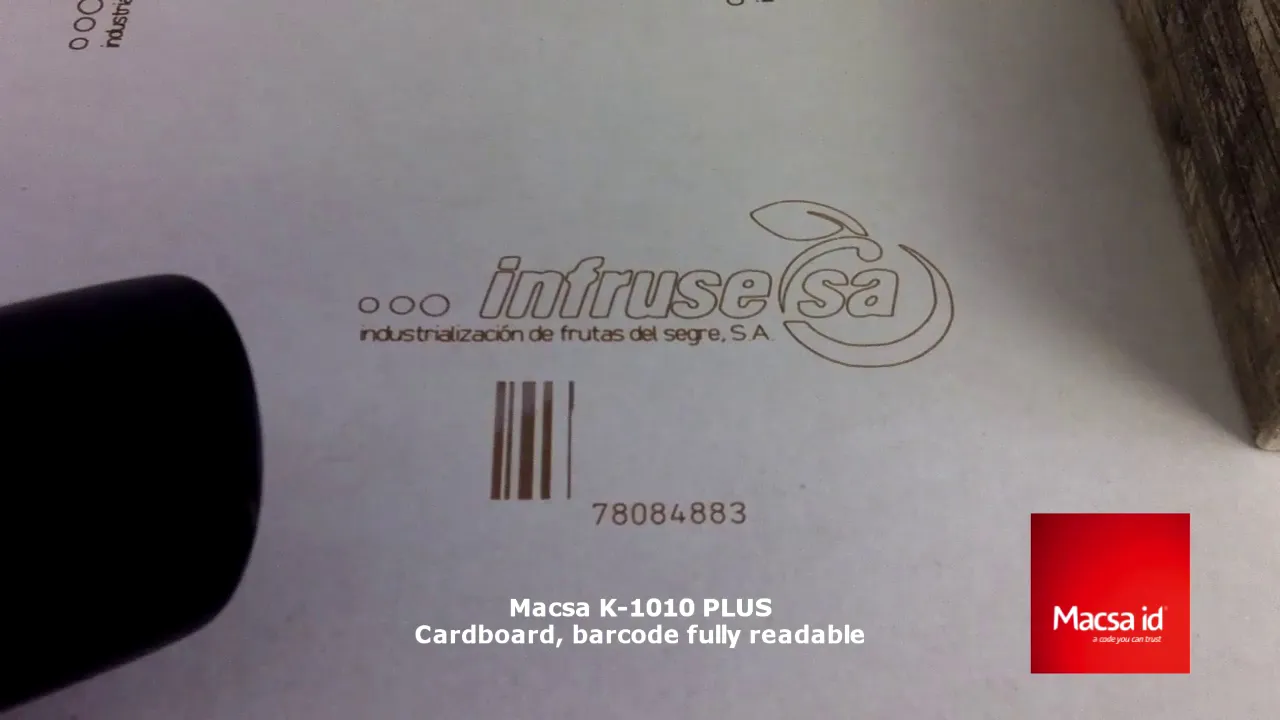 industria
infruse sa
industrialización de frutas del segre, S.A.
78084883
Macsa K-1010 PLUS
Cardboard, barcode fully readable
Macsa id
a code you can trust